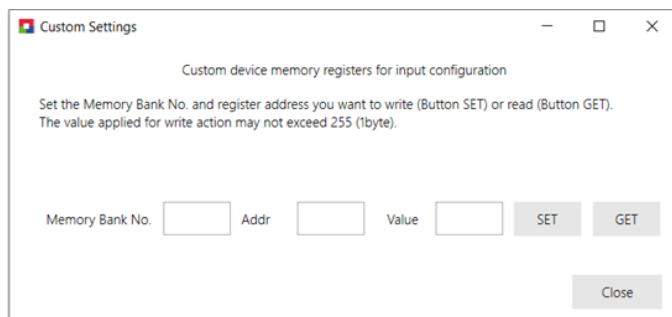 Custom Settings
Custom device memory registers for input configuration
Set the Memory Bank No. and register address you want to write (Button SET) or read (Button GET).
The value applied for write action may not exceed 255 (1byte).
Memory Bank No. Addr Value SET GET
Close